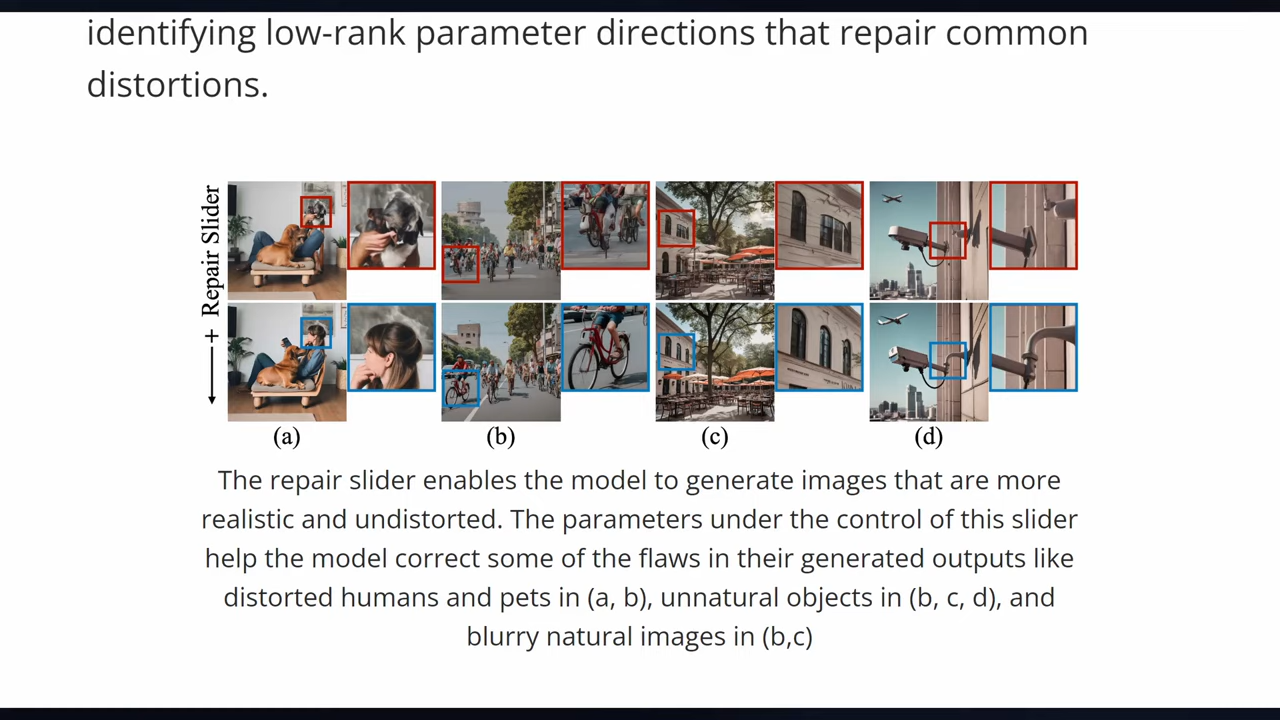 identifying low-rank parameter directions that repair common
distortions.
+ Repair Slider
(a)
(b)
(c)
(d)
The repair slider enables the model to generate images that are more
realistic and undistorted. The parameters under the control of this slider
help the model correct some of the flaws in their generated outputs like
distorted humans and pets in (a, b), unnatural objects in (b, c, d), and
blurry natural images in (b,c)